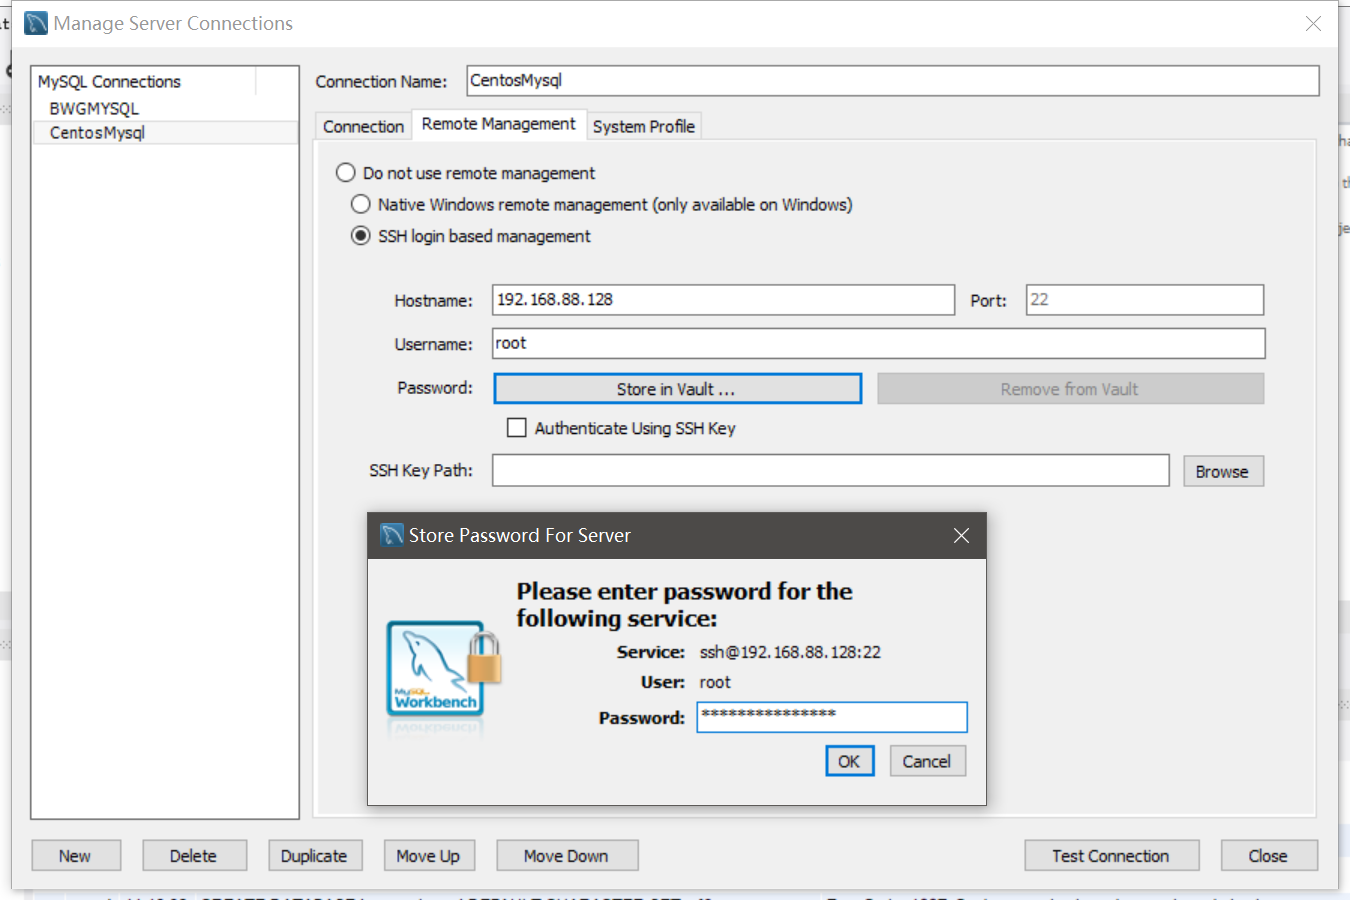 Manage Server Connections
MySQL Connections
BWGMYSQL
CentosMysql
Connection Name:
CentosMysql
Connection
Remote Management
System Profile
Do not use remote management
Native Windows remote management (only available on Windows)
SSH login based management
Hostname:
192.168.88.128
Port:
22
Username:
root
Password:
Store in Vault ...
Remove from Vault
Authenticate Using SSH Key
SSH Key Path:
Browse
Store Password For Server
Please enter password for the
following service:
Service: ssh@192.168.88.128:22
User: root
Password: ***************
MySQL
Workbench
OK
Cancel
New
Delete
Duplicate
Move Up
Move Down
Test Connection
Close